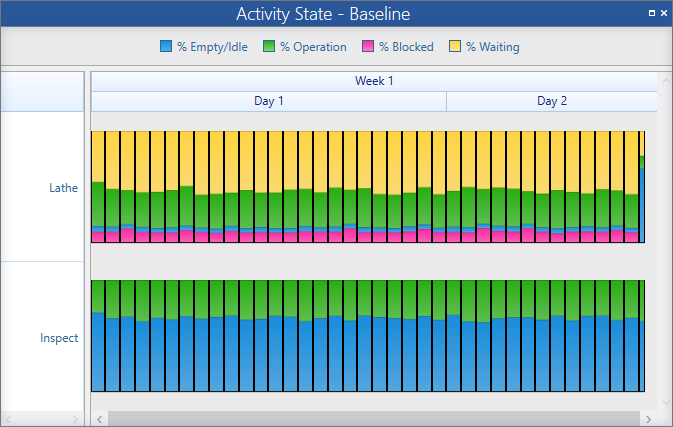 Activity State - Baseline
% Empty/Idle % Operation % Blocked % Waiting
Week 1
Day 1 Day 2
Lathe
Inspect